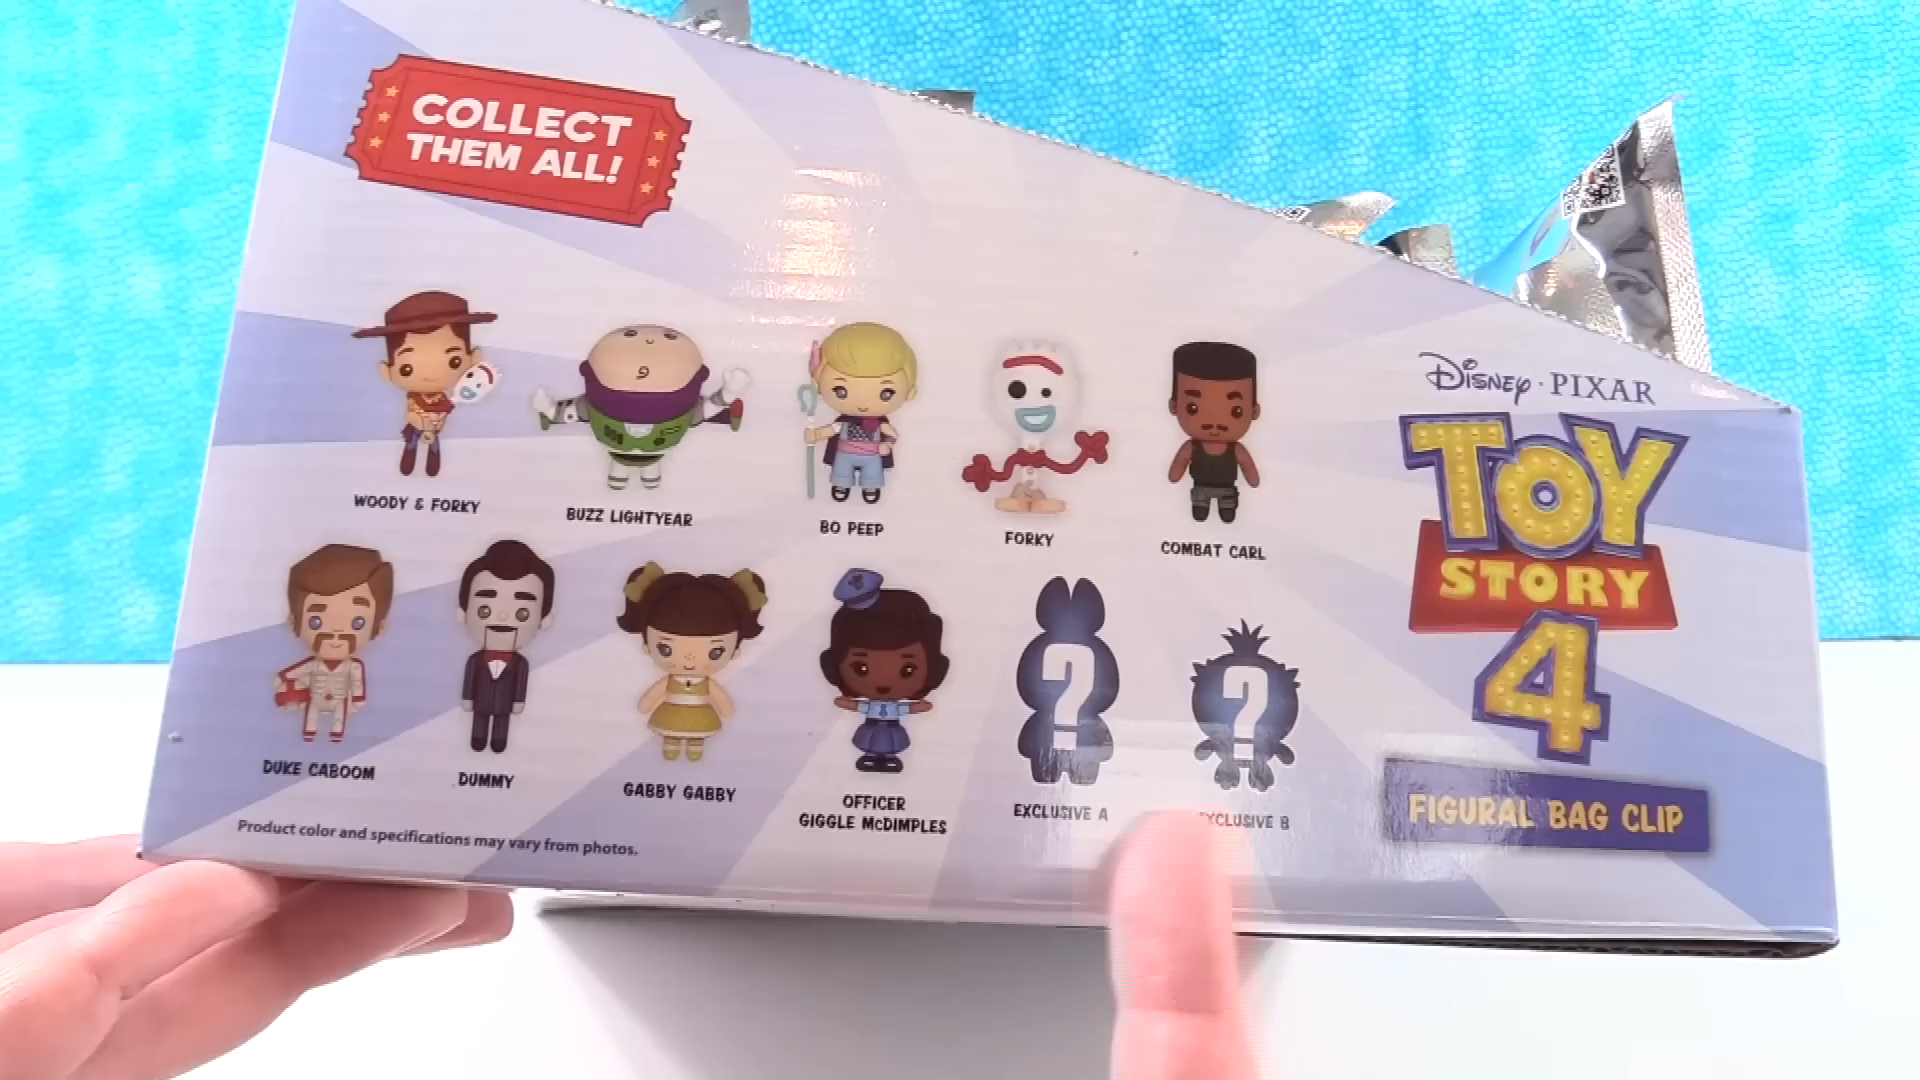 COLLECT
THEM ALL!
WOODY & FORKY
BUZZ LIGHTYEAR
BO PEEP
FORKY
COMBAT CARL
DISNEY · PIXAR
TOY
STORY
4
DUKE CABOOM
DUMMY
GABBY GABBY
OFFICER
GIGGLE McDIMPLES
?
?
EXCLUSIVE A
EXCLUSIVE B
FIGURAL BAG CLIP
Product color and specifications may vary from photos.